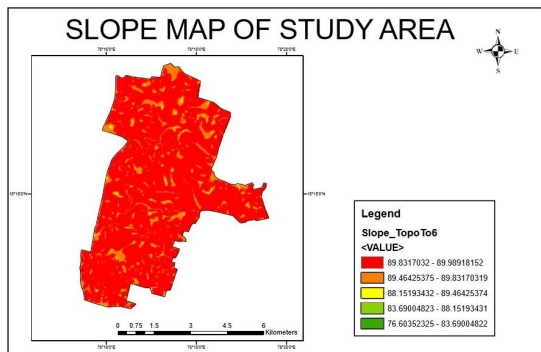 SLOPE MAP OF STUDY AREA
N
W E
S
Legend
Slope_TopoTo6
<VALUE>
89.8317032 - 89.98918152
89.46425375 - 89.83170319
88.15193432 - 89.46425374
83.69004823 - 88.15193431
76.60352325 - 83.69004822
0 0.75 1.5 3 4.5 6
Kilometers